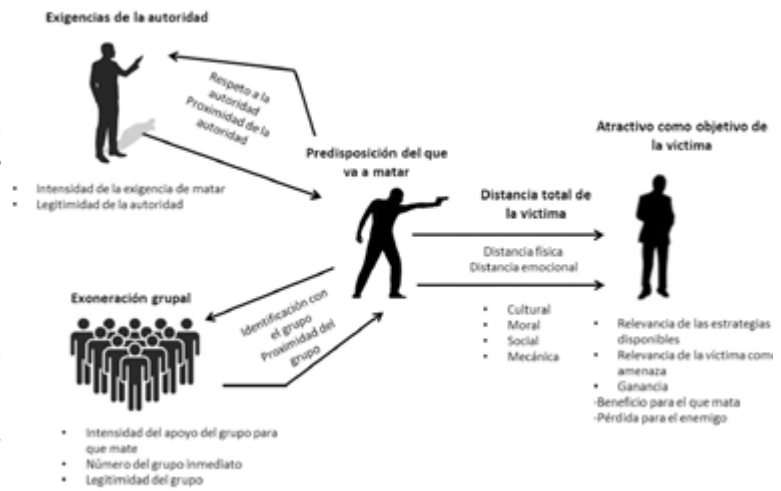 Exigencias de la autoridad
Respeto a la
autoridad
Proximidad de la
autoridad
• Intensidad de la exigencia de matar
• Legitimidad de la autoridad
Predisposición del que
va a matar
Atractivo como objetivo de
la victima
Distancia total de
la victima
Distancia física
Distancia emocional
• Cultural
• Moral
• Social
• Mecánica
• Relevancia de las estrategias
disponibles
• Relevancia de la víctima como
amenaza
• Ganancia
-Beneficio para el que mata
-Pérdida para el enemigo
Exoneración grupal
Identificación con
el grupo
Proximidad del
grupo
• Intensidad del apoyo del grupo para
que mate
• Número del grupo inmediato
• Legitimidad del grupo